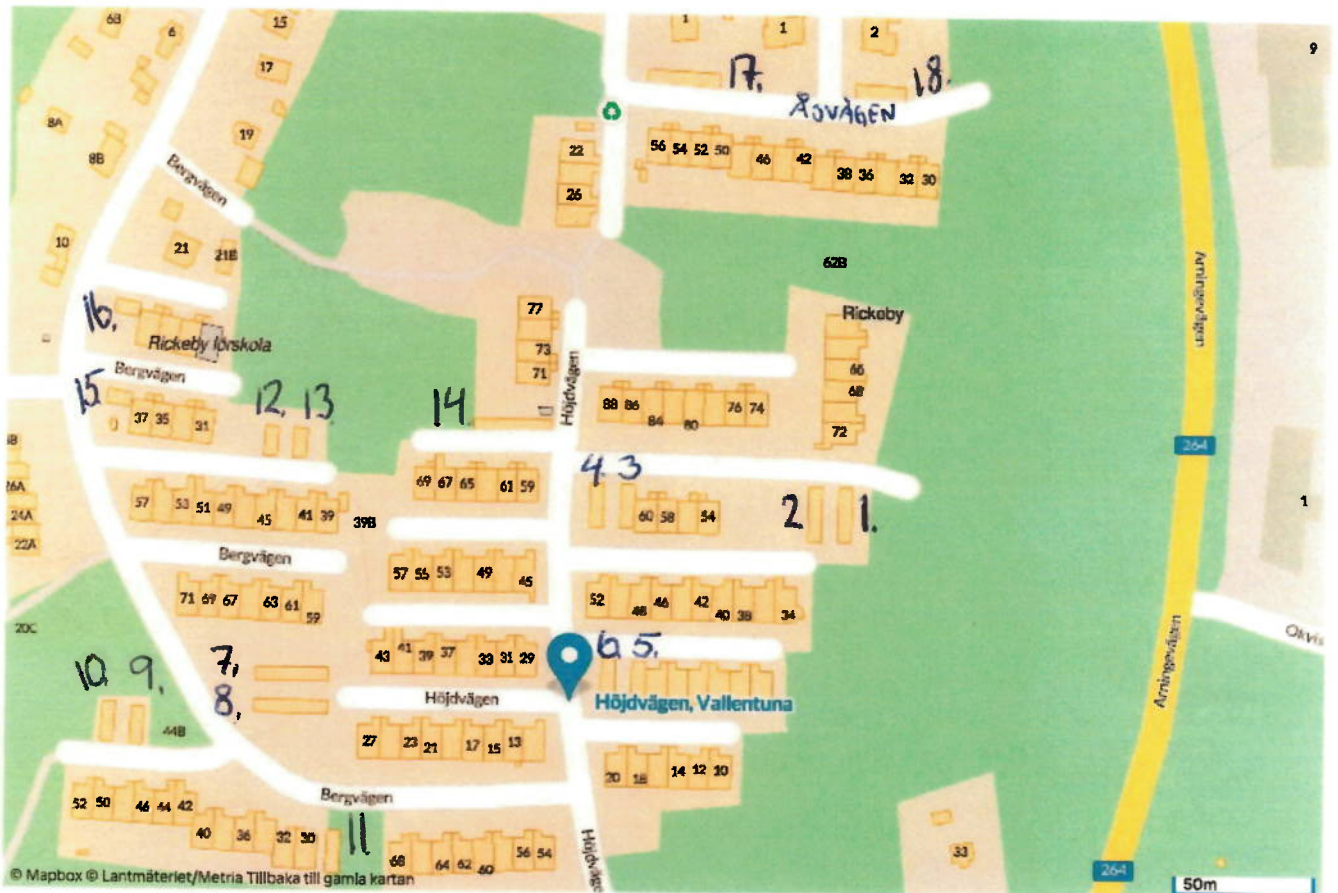 6B
6
15
1
1
2
9
17
17.
18.
ÅSVÄGEN
8A
19
8B
22
56 54 52 50 46 42 38 36 32 30
Bergvägen
26
10
21
21B
62B
Arningevägen
16.
77
Rickeby
Rickeby förskola
73
71
66
68
72
Bergvägen
Höjdvägen
15
12. 13
14
37 35 31
88 86 84 80 76 74
264
4. 3
69 67 65 61 59
26A
24A
22A
57 53 51 49 45 41 39
39B
60 58 54
2 1.
1
Bergvägen
57 55 53 49 45
71 69 67 63 61 59
52 48 46 42 40 38 34
20C
7.
43 41 39 37 33 31 29
6 5.
10 9.
8.
Höjdvägen
Höjdvägen, Vallentuna
Arningevägen
44B
27 23 21 17 15 13
20 18 14 12 10
52 50 46 44 42
40 36 32 30
Bergvägen
11
68 64 62 60 56 54
33
© Mapbox © Lantmäteriet/Metria Tillbaka till gamla kartan
264
50m